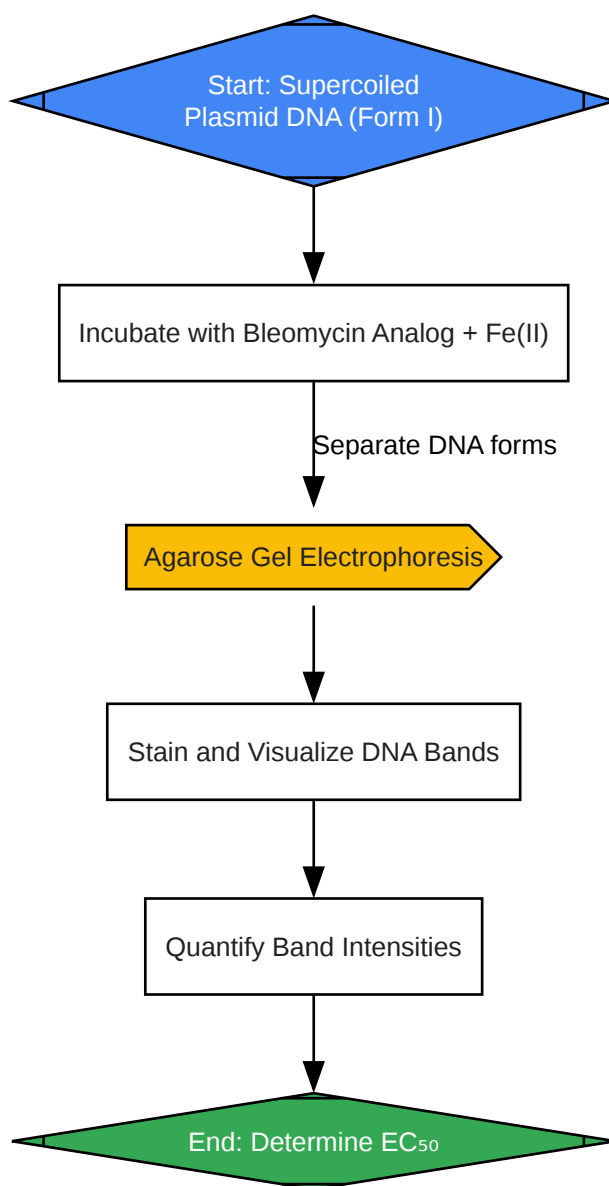 Start: Supercoiled
Plasmid DNA (Form I)
Incubate with Bleomycin Analog + Fe(II)
Separate DNA forms
Agarose Gel Electrophoresis
Stain and Visualize DNA Bands
Quantify Band Intensities
End: Determine EC₅₀